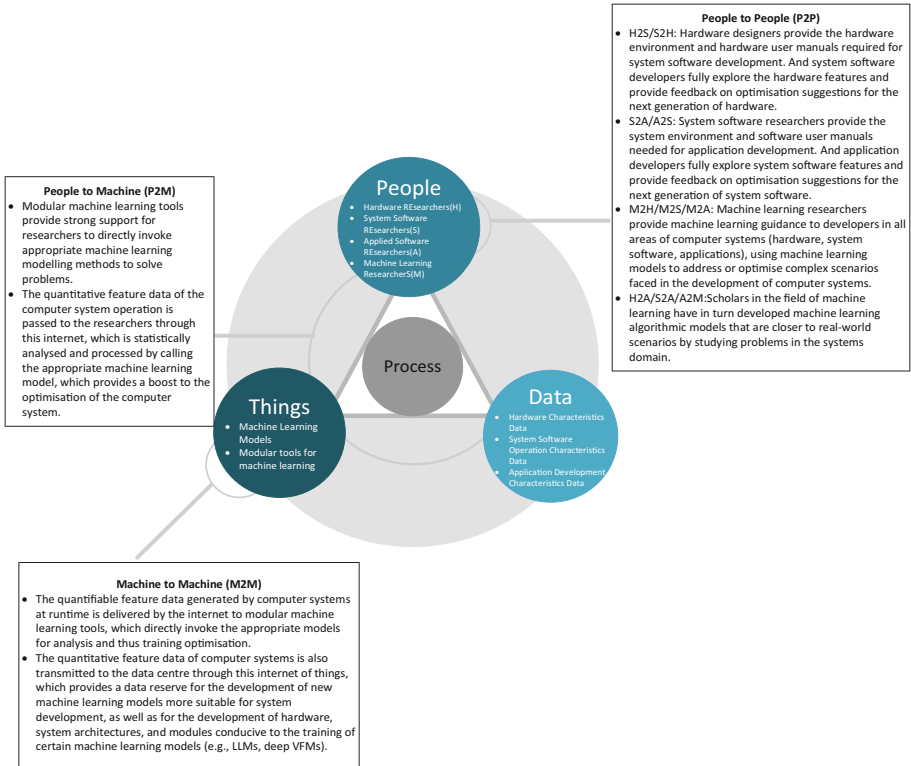 People to People (P2P)
• H2S/S2H: Hardware designers provide the hardware
environment and hardware user manuals required for
system software development. And system software
developers fully explore the hardware features and
provide feedback on optimisation suggestions for the
next generation of hardware.
• S2A/A2S: System software researchers provide the
system environment and software user manuals
needed for application development. And application
developers fully explore system software features and
provide feedback on optimisation suggestions for the
next generation of system software.
• M2H/M2S/M2A: Machine learning researchers
provide machine learning guidance to developers in all
areas of computer systems (hardware, system
software, applications), using machine learning
models to address or optimise complex scenarios
faced in the development of computer systems.
• H2A/S2A/A2M:Scholars in the field of machine
learning have in turn developed machine learning
algorithmic models that are closer to real-world
scenarios by studying problems in the systems
domain.
People to Machine (P2M)
• Modular machine learning tools
provide strong support for
researchers to directly invoke
appropriate machine learning
modelling methods to solve
problems.
• The quantitative feature data of the
computer system operation is
passed to the researchers through
this internet, which is statistically
analysed and processed by calling
the appropriate machine learning
model, which provides a boost to the
optimisation of the computer
system.
People
• Hardware REsearchers(H)
• System Software
REsearchers(S)
• Applied Software
REsearchers(A)
• Machine Learning
ResearcherS(M)
Process
Things
• Machine Learning
Models
• Modular tools for
machine learning
Data
• Hardware Characteristics
Data
• System Software
Operation Characteristics
Data
• Application Development
Characteristics Data
Machine to Machine (M2M)
• The quantifiable feature data generated by computer systems
at runtime is delivered by the internet to modular machine
learning tools, which directly invoke the appropriate models
for analysis and thus training optimisation.
• The quantitative feature data of computer systems is also
transmitted to the data centre through this internet of things,
which provides a data reserve for the development of new
machine learning models more suitable for system
development, as well as for the development of hardware,
system architectures, and modules conducive to the training of
certain machine learning models (e.g., LLMs, deep VFMs).